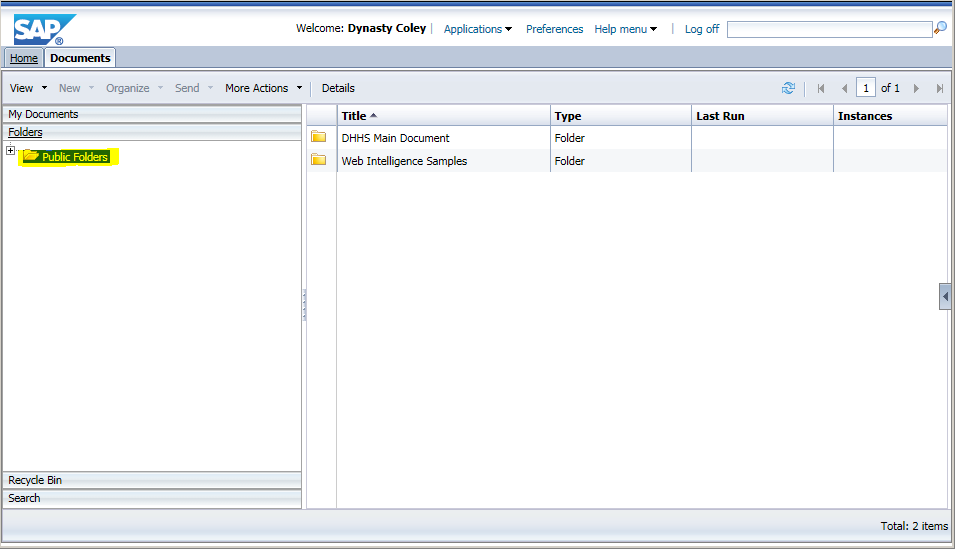 SAP®
Welcome: Dynasty Coley | Applications Preferences Help menu | Log off
Home Documents
View New Organize Send More Actions | Details 1 of 1
My Documents
Folders
Public Folders
Recycle Bin
Search
Title Type Last Run Instances
DHHS Main Document Folder
Web Intelligence Samples Folder
Total: 2 items